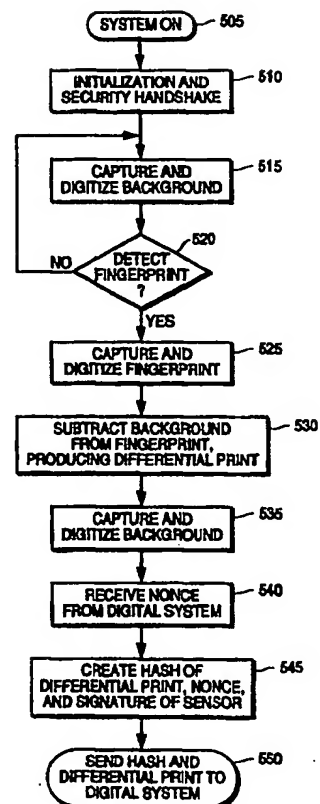 SYSTEM ON
505
INITIALIZATION AND
SECURITY HANDSHAKE
510
CAPTURE AND
DIGITIZE BACKGROUND
515
520
DETECT
FINGERPRINT
?
NO
YES
CAPTURE AND
DIGITIZE FINGERPRINT
525
SUBTRACT BACKGROUND
FROM FINGERPRINT,
PRODUCING DIFFERENTIAL PRINT
530
CAPTURE AND
DIGITIZE BACKGROUND
535
RECEIVE NONCE
FROM DIGITAL SYSTEM
540
CREATE HASH OF
DIFFERENTIAL PRINT, NONCE,
AND SIGNATURE OF SENSOR
545
SEND HASH AND
DIFFERENTIAL PRINT TO
DIGITAL SYSTEM
550